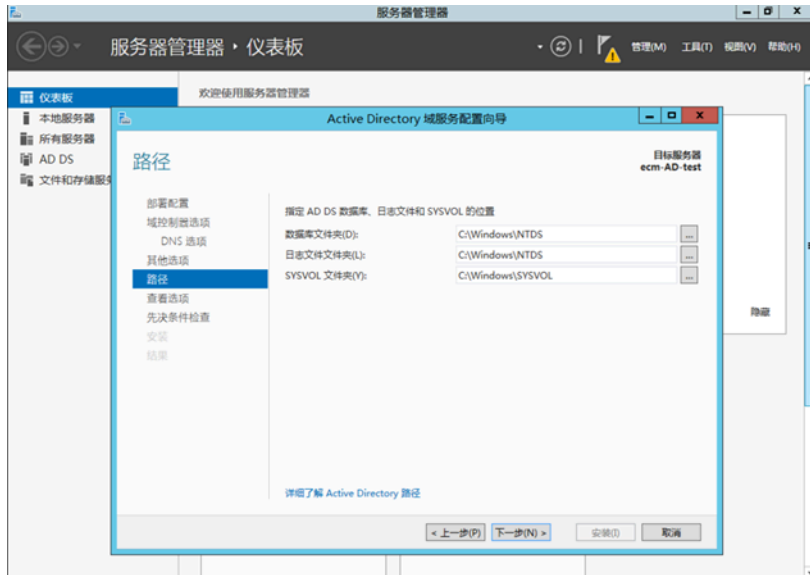 服务器管理器
服务器管理器 · 仪表板
管理(M) 工具(T) 视图(V) 帮助(H)
仪表板
本地服务器
所有服务器
AD DS
文件和存储服务
欢迎使用服务器管理器
Active Directory 域服务配置向导
路径
目标服务器
ecm-AD-test
部署配置
域控制器选项
DNS 选项
其他选项
路径
查看选项
先决条件检查
安装
结果
指定 AD DS 数据库、日志文件和 SYSVOL 的位置
数据库文件夹(D): C:\Windows\NTDS ...
日志文件文件夹(L): C:\Windows\NTDS ...
SYSVOL 文件夹(Y): C:\Windows\SYSVOL ...
隐藏
详细了解 Active Directory 路径
< 上一步(P) 下一步(N) > 安装(I) 取消